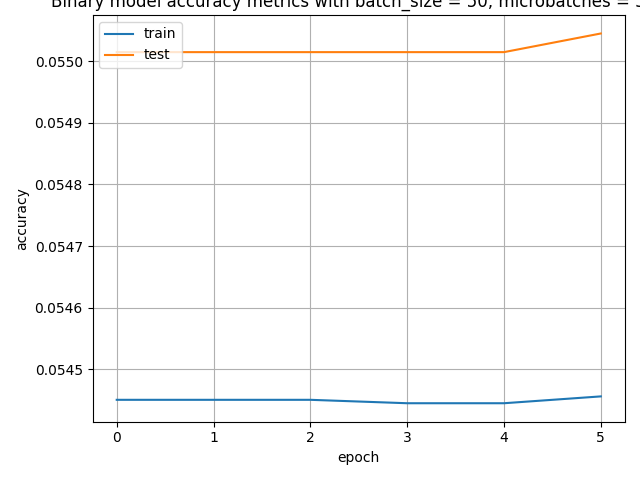 Binary model accuracy metrics with batch_size = 50, microbatches =
train
test
0.0550
0.0549
0.0548
0.0547
0.0546
0.0545
accuracy
0 1 2 3 4 5
epoch